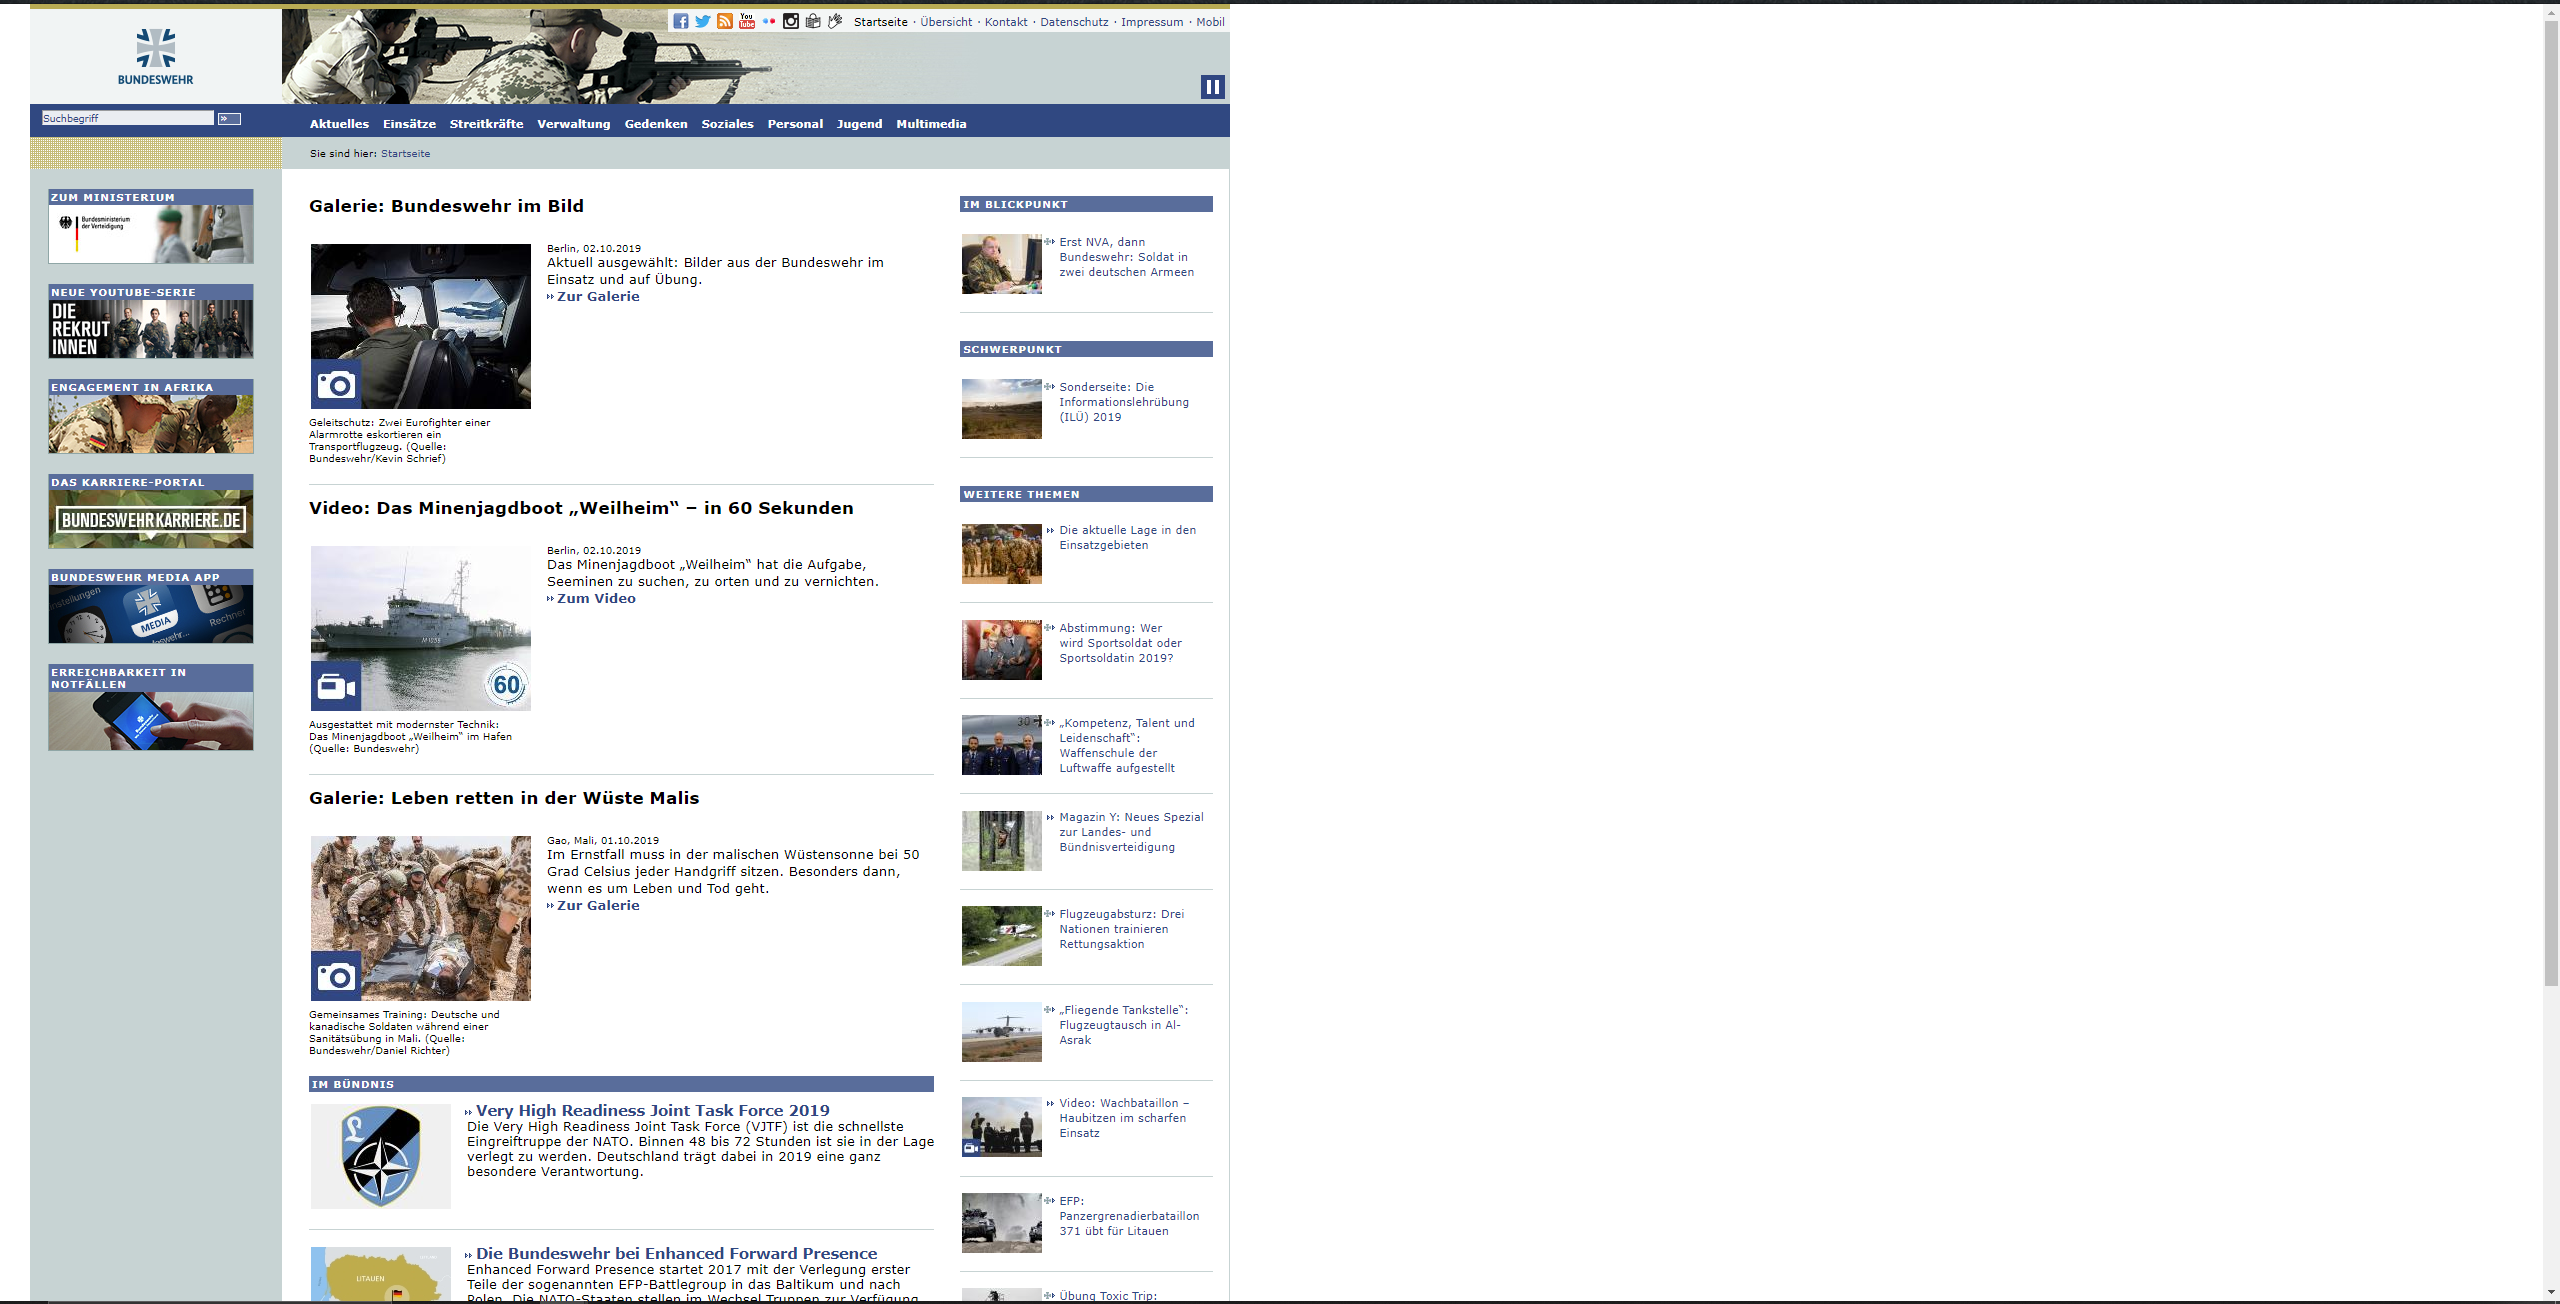 BUNDESWEHR
Startseite · Übersicht · Kontakt · Datenschutz · Impressum · Mobil
You
Tube
Suchbegriff
Aktuelles Einsätze Streitkräfte Verwaltung Gedenken Soziales Personal Jugend Multimedia
Sie sind hier: Startseite
ZUM MINISTERIUM
Bundesministerium
der Verteidigung
NEUE YOUTUBE-SERIE
DIE
REKRUT
INNEN
ENGAGEMENT IN AFRIKA
DAS KARRIERE-PORTAL
BUNDESWEHRKARRIERE.DE
BUNDESWEHR MEDIA APP
MEDIA
Rechner
ERREICHBARKEIT IN
NOTFÄLLEN
Galerie: Bundeswehr im Bild
Berlin, 02.10.2019
Aktuell ausgewählt: Bilder aus der Bundeswehr im
Einsatz und auf Übung.
Zur Galerie
Geleitschutz: Zwei Eurofighter einer
Alarmrotte eskortieren ein
Transportflugzeug. (Quelle:
Bundeswehr/Kevin Schrief)
Video: Das Minenjagdboot „Weilheim“ – in 60 Sekunden
Berlin, 02.10.2019
Das Minenjagdboot „Weilheim“ hat die Aufgabe,
Seeminen zu suchen, zu orten und zu vernichten.
Zum Video
60
Ausgestattet mit modernster Technik:
Das Minenjagdboot „Weilheim“ im Hafen
(Quelle: Bundeswehr)
Galerie: Leben retten in der Wüste Malis
Gao, Mali, 01.10.2019
Im Ernstfall muss in der malischen Wüstensonne bei 50
Grad Celsius jeder Handgriff sitzen. Besonders dann,
wenn es um Leben und Tod geht.
Zur Galerie
Gemeinsames Training: Deutsche und
kanadische Soldaten während einer
Sanitätsübung in Mali. (Quelle:
Bundeswehr/Daniel Richter)
IM BÜNDNIS
Very High Readiness Joint Task Force 2019
Die Very High Readiness Joint Task Force (VJTF) ist die schnellste
Eingreiftruppe der NATO. Binnen 48 bis 72 Stunden ist sie in der Lage
verlegt zu werden. Deutschland trägt dabei in 2019 eine ganz
besondere Verantwortung.
Die Bundeswehr bei Enhanced Forward Presence
Enhanced Forward Presence startet 2017 mit der Verlegung erster
Teile der sogenannten EFP-Battlegroup in das Baltikum und nach
Polen. Die NATO-Staaten stellen im Wechsel Truppen zur Verfügung
LITAUEN
IM BLICKPUNKT
Erst NVA, dann
Bundeswehr: Soldat in
zwei deutschen Armeen
SCHWERPUNKT
Sonderseite: Die
Informationslehrübung
(ILÜ) 2019
WEITERE THEMEN
Die aktuelle Lage in den
Einsatzgebieten
Abstimmung: Wer
wird Sportsoldat oder
Sportsoldatin 2019?
„Kompetenz, Talent und
Leidenschaft“:
Waffenschule der
Luftwaffe aufgestellt
Magazin Y: Neues Spezial
zur Landes- und
Bündnisverteidigung
Flugzeugabsturz: Drei
Nationen trainieren
Rettungsaktion
„Fliegende Tankstelle“:
Flugzeugtausch in Al-
Asrak
Video: Wachbataillon –
Haubitzen im scharfen
Einsatz
EFP:
Panzergrenadierbataillon
371 übt für Litauen
Übung Toxic Trip: